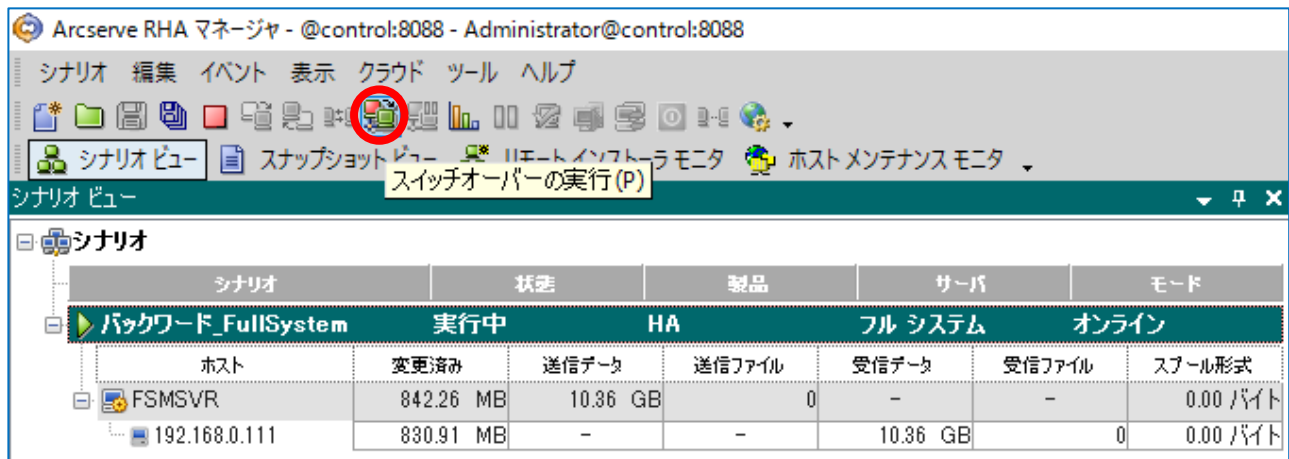 Arcserve RHA マネージャ - @control:8088 - Administrator@control:8088
シナリオ 編集 イベント 表示 クラウド ツール ヘルプ
シナリオ ビュー スナップショット ビュー リモート インストーラ モニタ ホスト メンテナンス モニタ
スイッチオーバーの実行(P)
シナリオ ビュー
シナリオ
シナリオ 状態 製品 サーバ モード
バックワード_FullSystem 実行中 HA フル システム オンライン
ホスト 変更済み 送信データ 送信ファイル 受信データ 受信ファイル スプール形式
FSMSVR 842.26 MB 10.36 GB 0 - - 0.00 バイト
192.168.0.111 830.91 MB - - 10.36 GB 0 0.00 バイト